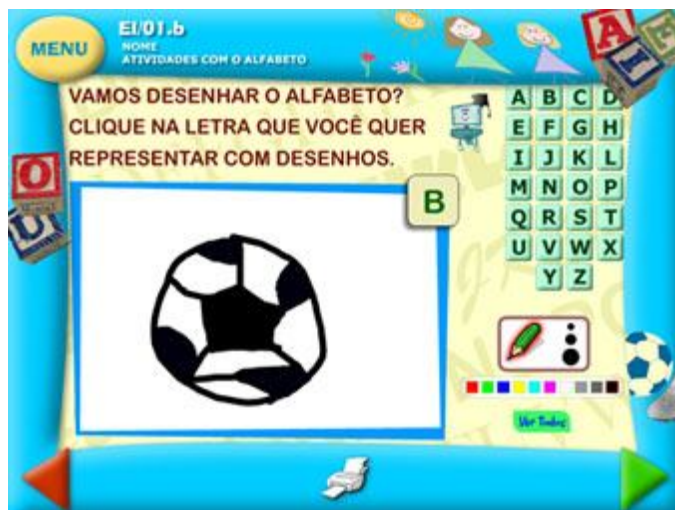 MENU
EI/01.b
NOME
ATIVIDADES COM O ALFABETO
VAMOS DESENHAR O ALFABETO?
CLIQUE NA LETRA QUE VOCÊ QUER
REPRESENTAR COM DESENHOS.
B
A B C D
E F G H
I J K L
M N O P
Q R S T
U V W X
Y Z
Ver Todos
A
I
O
U